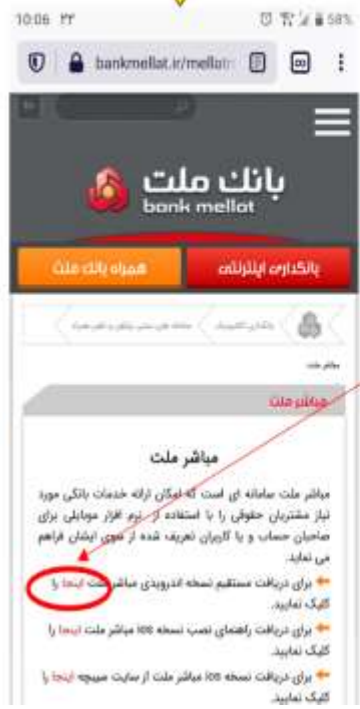 10:06 ۲۲
58%
bankmellat.ir/mellat
بانک ملت
bank mellat
همراه بانک ملت
بانکداری اینترنتی
مباشر ملت
مباشر ملت
مباشر ملت
مباشر ملت سامانه ای است که امکان ارائه خدمات بانکی مورد
نیاز مشتریان حقوقی را با استفاده از نرم افزار موبایلی برای
صاحبان حساب و یا کاربران تعریف شده از سوی ایشان فراهم
می نماید.
برای دریافت مستقیم نسخه اندرویدی مباشر ملت اینجا را
کلیک نمایید.
برای دریافت راهنمای نصب نسخه ios مباشر ملت اینجا را
کلیک نمایید.
برای دریافت نسخه ios مباشر ملت از سایت سیبچه اینجا را
کلیک نمایید.